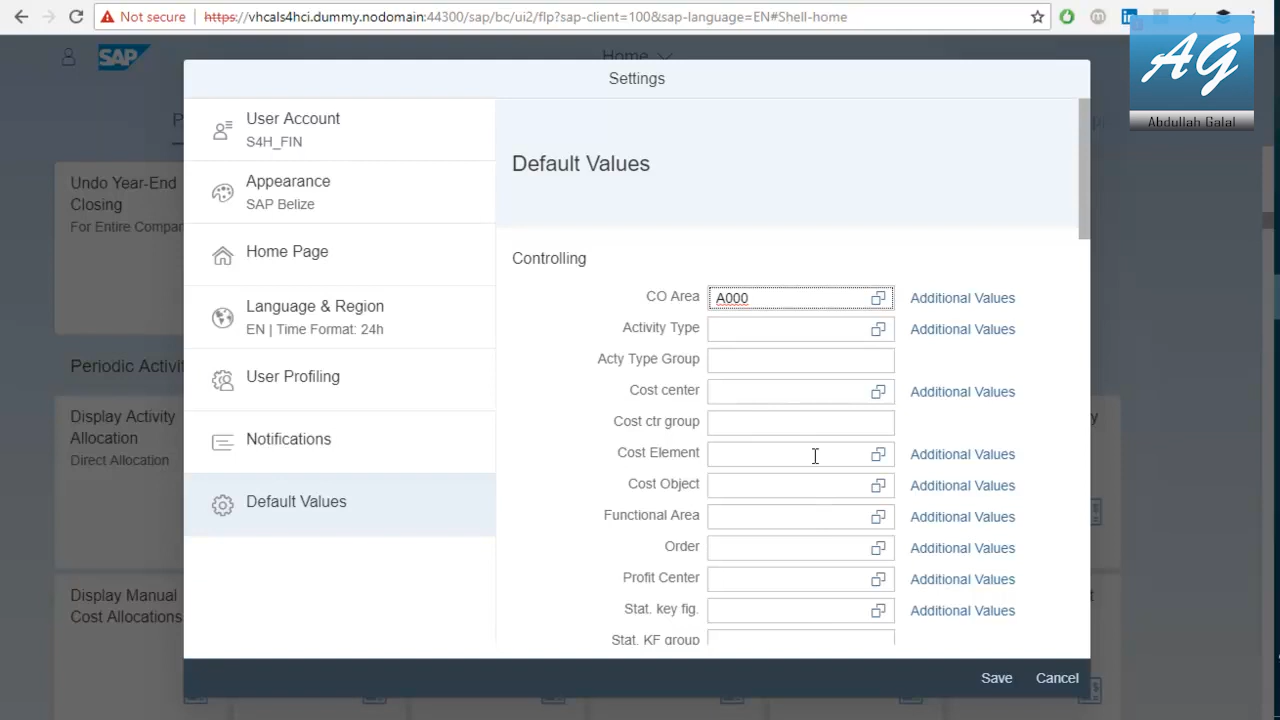 Not secure
https://vhcals4hci.dummy.nodomain:44300/sap/bc/ui2/flp?sap-client=100&sap-language=EN#Shell-home
SAP
Home
AG
Abdullah Galal
Settings
User Account
S4H_FIN
Appearance
SAP Belize
Home Page
Language & Region
EN | Time Format: 24h
User Profiling
Notifications
Default Values
Default Values
Controlling
CO Area A000 Additional Values
Activity Type Additional Values
Acty Type Group
Cost center Additional Values
Cost ctr group
Cost Element Additional Values
Cost Object Additional Values
Functional Area Additional Values
Order Additional Values
Profit Center Additional Values
Stat. key fig. Additional Values
Stat. KF group
Save Cancel
Undo Year-End
Closing
For Entire Compan
Periodic Activit
Display Activity
Allocation
Direct Allocation
Display Manual
Cost Allocations